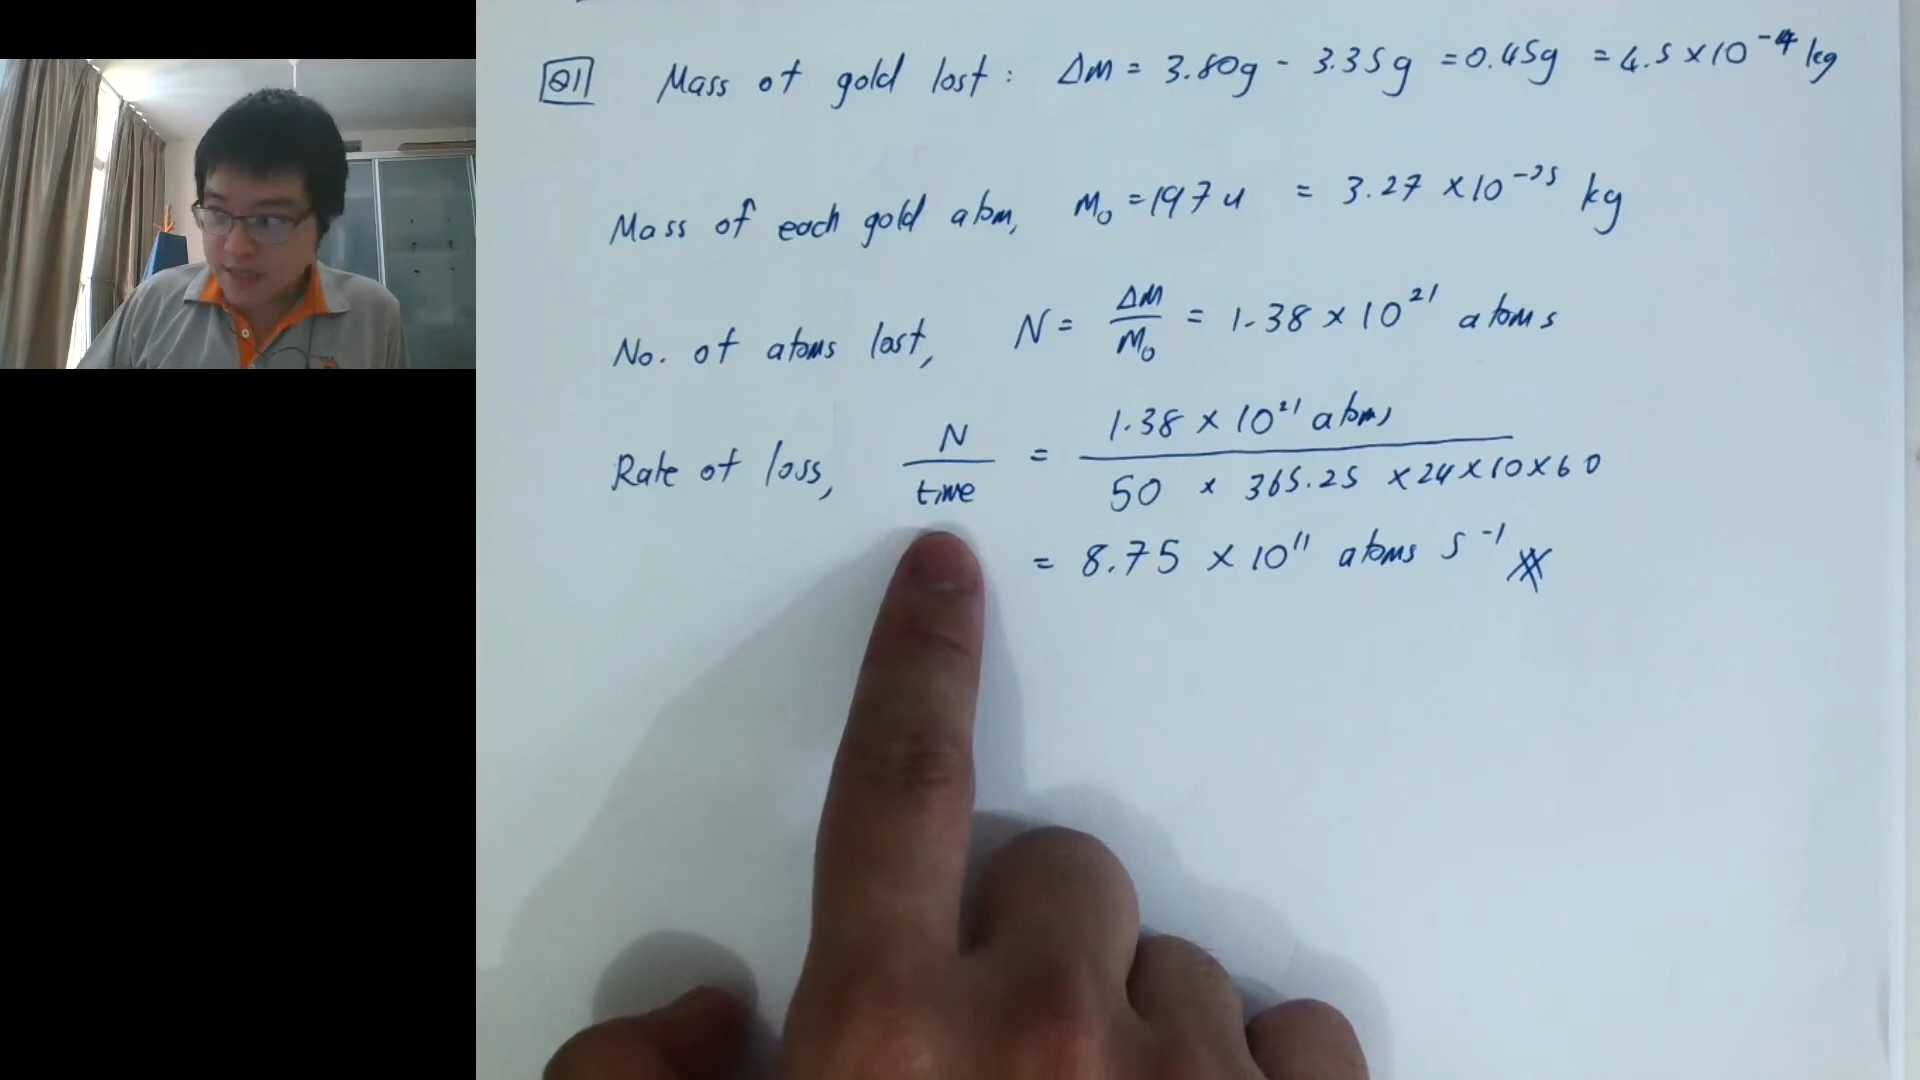 Q1 Mass of gold lost: ΔM = 3.80g - 3.35g = 0.45g = 4.5 × 10⁻⁴ kg
Mass of each gold atom, M₀ = 197 u = 3.27 × 10⁻²⁵ kg
No. of atoms lost, N = ΔM / M₀ = 1.38 × 10²¹ atoms
Rate of loss, N / time = 1.38 × 10²¹ atoms / 50 × 365.25 × 24 × 10 × 60
= 8.75 × 10¹¹ atoms s⁻¹